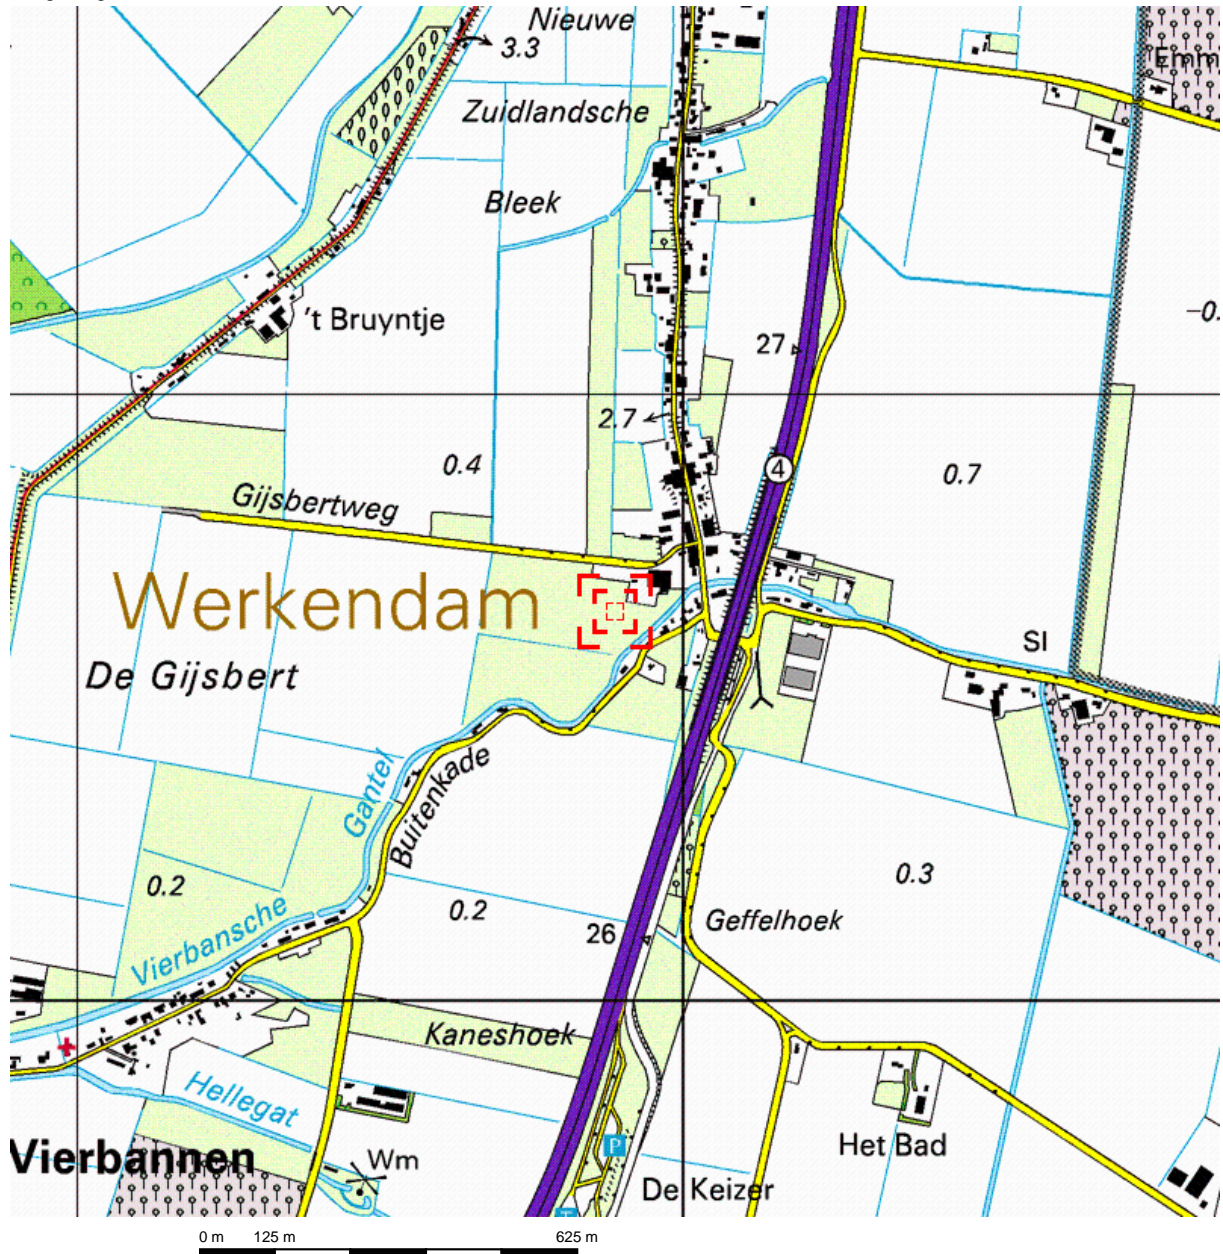 Nieuwe
3.3
Emm
Zuidlandsche
Bleek
't Bruyntje
27
2.7
4
0.4
0.7
Gijsbertweg
Werkendam
De Gijsbert
Sl
Gantel
Buitenkade
0.2
0.2
0.3
Vierbansche
26
Geffelhoek
Kaneshoek
Hellegat
Vierbannen
Wm
P
Het Bad
De Keizer
0 m 125 m 625 m